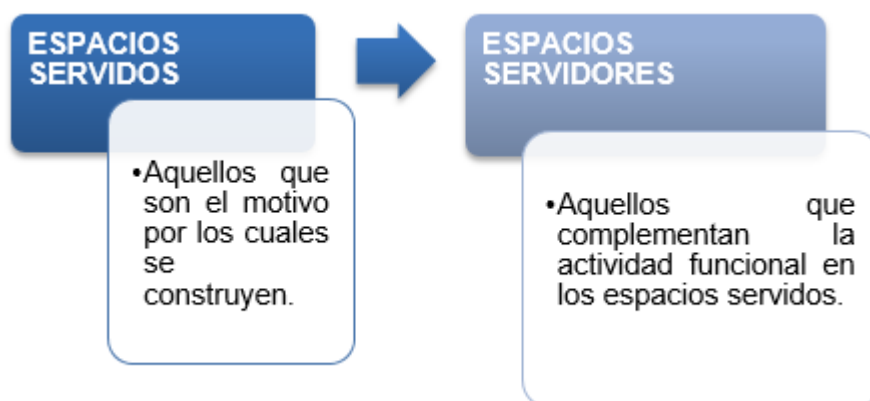 ESPACIOS
SERVIDOS
•Aquellos que
son el motivo
por los cuales
se
construyen.
ESPACIOS
SERVIDORES
•Aquellos que
complementan la
actividad funcional en
los espacios servidos.